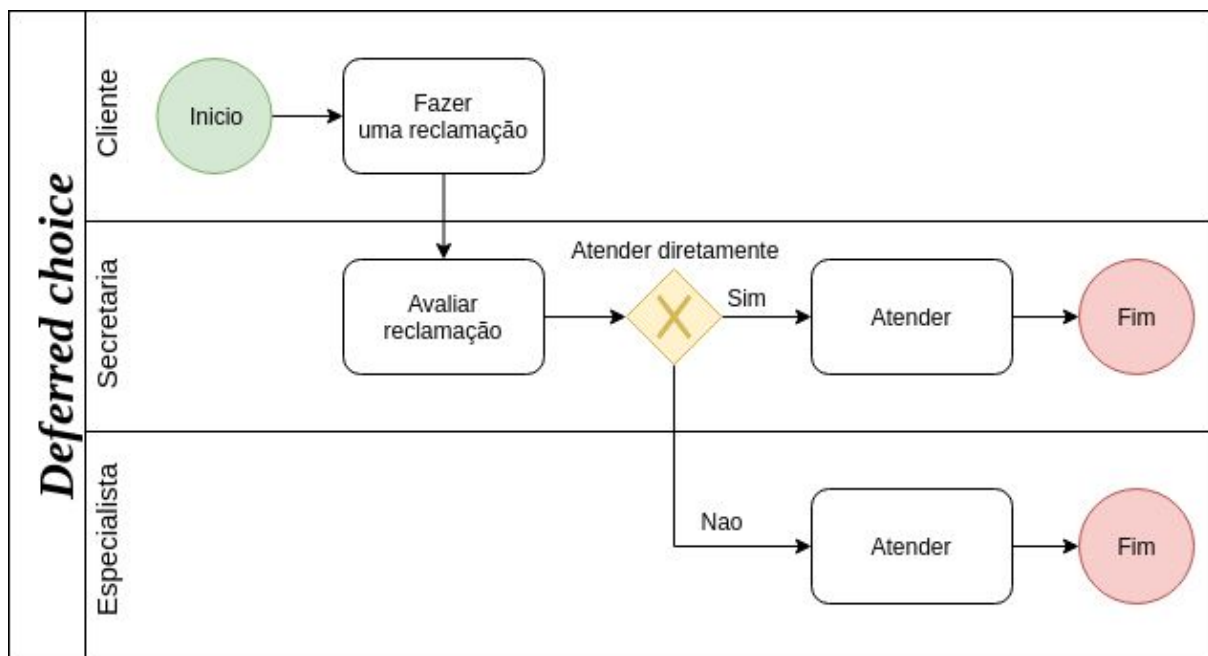 Deferred choice
Cliente
Inicio
Fazer
uma reclamação
Secretaria
Avaliar
reclamação
Atender diretamente
Sim
Atender
Fim
Especialista
Nao
Atender
Fim